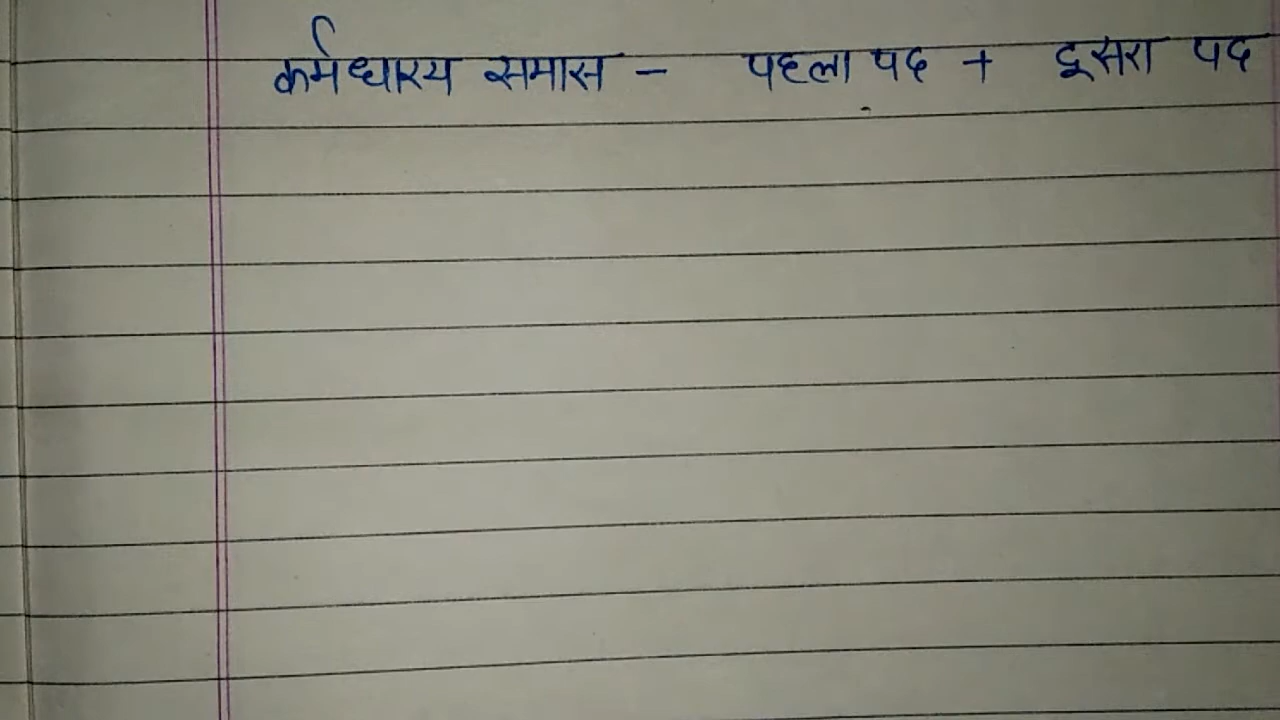 कर्मधारय समास - पहला पद + दूसरा पद